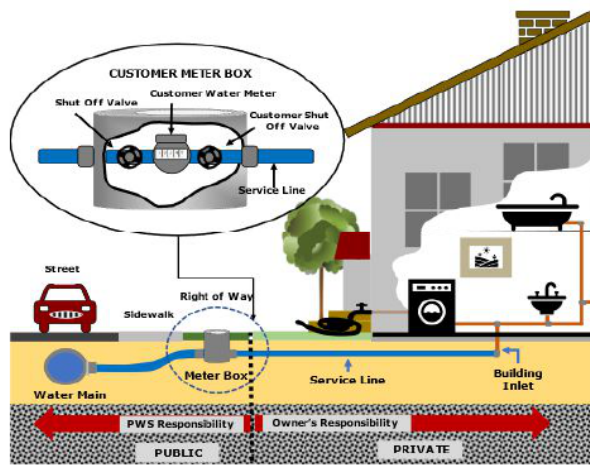 CUSTOMER METER BOX
Customer Water Meter
Shut Off Valve
Customer Shut
Off Valve
Service Line
Street
Sidewalk
Right of Way
Water Main
Meter Box
Service Line
Building
Inlet
PWS Responsibility
Owner's Responsibility
PUBLIC
PRIVATE